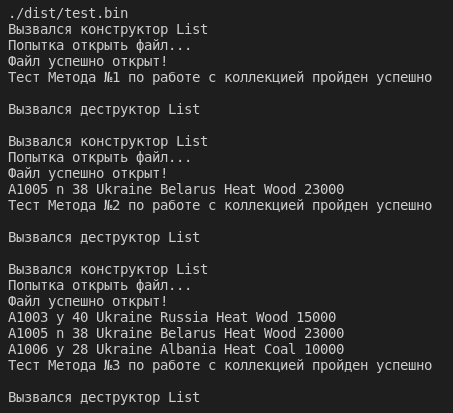 ./dist/test.bin
Вызвался конструктор List
Попытка открыть файл...
Файл успешно открыт!
Тест Метода №1 по работе с коллекцией пройден успешно
Вызвался деструктор List
Вызвался конструктор List
Попытка открыть файл...
Файл успешно открыт!
A1005 n 38 Ukraine Belarus Heat Wood 23000
Тест Метода №2 по работе с коллекцией пройден успешно
Вызвался деструктор List
Вызвался конструктор List
Попытка открыть файл...
Файл успешно открыт!
A1003 y 40 Ukraine Russia Heat Wood 15000
A1005 n 38 Ukraine Belarus Heat Wood 23000
A1006 y 28 Ukraine Albania Heat Coal 10000
Тест Метода №3 по работе с коллекцией пройден успешно
Вызвался деструктор List